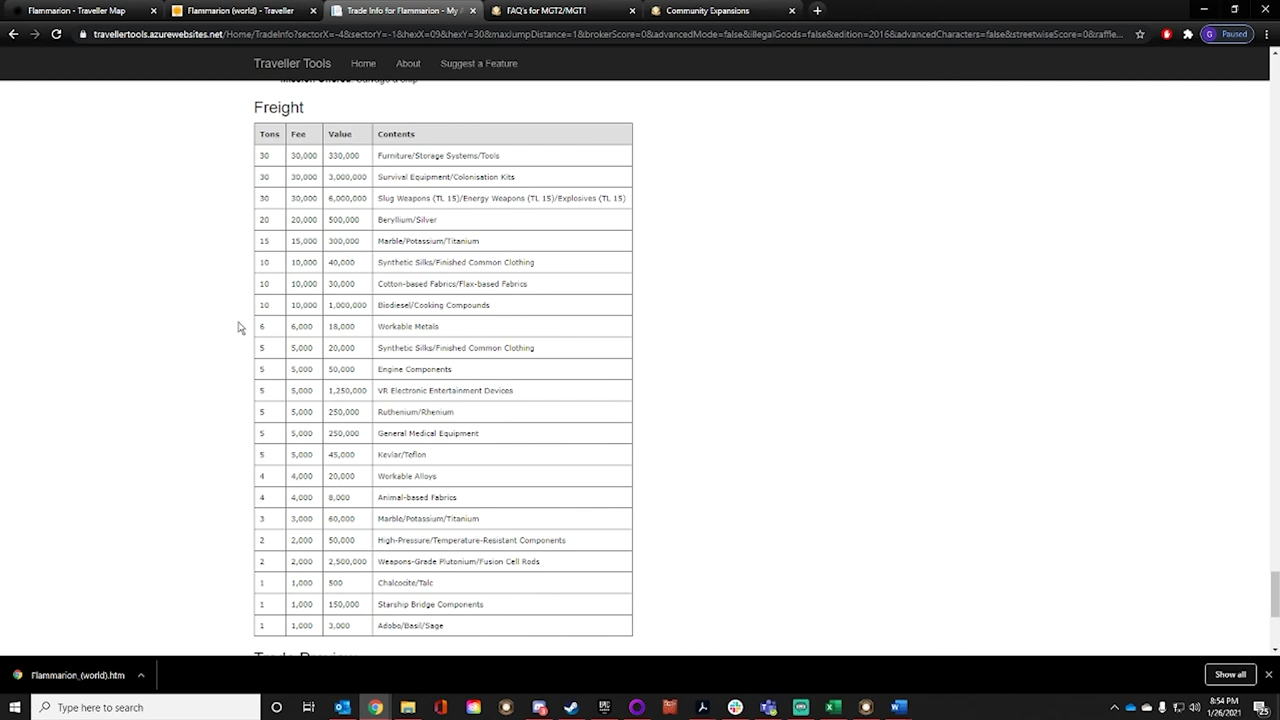 Flammarion - Traveller Map
Flammarion (world) - Traveller
Trade Info for Flammarion - My A
FAQ's for MGT2/MGT1
Community Expansions
travellertools.azurewebsites.net/Home/TradeInfo?sectorX=-4&sectorY=-1&hexX=09&hexY=30&maxJumpDistance=1&brokerScore=0&advancedMode=false&illegalGoods=false&edition=2016&advancedCharacters=false&streetwiseScore=0&raffle...
G Paused
Traveller Tools Home About Suggest a Feature
Freight
Tons Fee Value Contents
30 30,000 330,000 Furniture/Storage Systems/Tools
30 30,000 3,000,000 Survival Equipment/Colonisation Kits
30 30,000 6,000,000 Slug Weapons (TL 15)/Energy Weapons (TL 15)/Explosives (TL 15)
20 20,000 500,000 Beryllium/Silver
15 15,000 300,000 Marble/Potassium/Titanium
10 10,000 40,000 Synthetic Silks/Finished Common Clothing
10 10,000 30,000 Cotton-based Fabrics/Flax-based Fabrics
10 10,000 1,000,000 Biodiesel/Cooking Compounds
6 6,000 18,000 Workable Metals
5 5,000 20,000 Synthetic Silks/Finished Common Clothing
5 5,000 50,000 Engine Components
5 5,000 1,250,000 VR Electronic Entertainment Devices
5 5,000 250,000 Ruthenium/Rhenium
5 5,000 250,000 General Medical Equipment
5 5,000 45,000 Kevlar/Teflon
4 4,000 20,000 Workable Alloys
4 4,000 8,000 Animal-based Fabrics
3 3,000 60,000 Marble/Potassium/Titanium
2 2,000 50,000 High-Pressure/Temperature-Resistant Components
2 2,000 2,500,000 Weapons-Grade Plutonium/Fusion Cell Rods
1 1,000 500 Chalcocite/Talc
1 1,000 150,000 Starship Bridge Components
1 1,000 3,000 Adobo/Basil/Sage
Flammarion_(world).htm
Show all
Type here to search
8:54 PM
1/26/2021
25